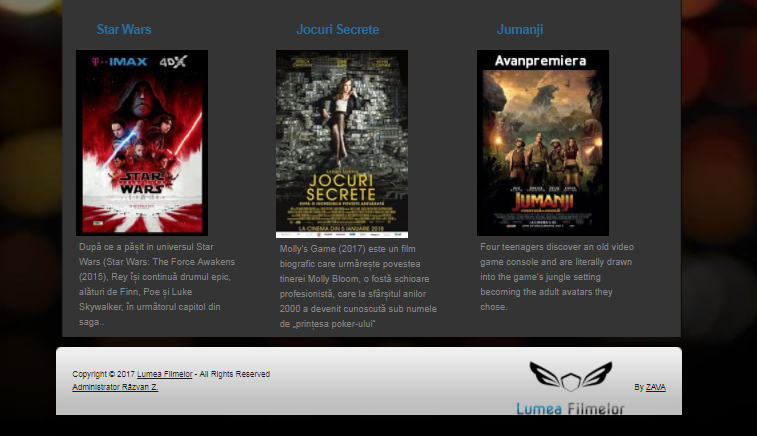 Star Wars
Jocuri Secrete
Jumanji
IMAX 4DX
STAR WARS
După ce a pășit in universul Star
Wars (Star Wars: The Force Awakens
(2015), Rey își continuă drumul epic,
alături de Finn, Poe și Luke
Skywalker, în următorul capitol din
saga..
JOCURI
SECRETE
LA CINEMA DIN 5 IANUARIE 2018
Molly's Game (2017) este un film
biografic care urmărește povestea
tinerei Molly Bloom, o fostă schioare
profesionistă, care la sfârșitul anilor
2000 a devenit cunoscută sub numele
de „prințesa poker-ului”
Avanpremiera
JUMANJI
Four teenagers discover an old video
game console and are literally drawn
into the game's jungle setting
becoming the adult avatars they
chose.
Copyright © 2017 Lumea Filmelor - All Rights Reserved
Administrator Răzvan Z.
Lumea Filmelor
By ZAVA